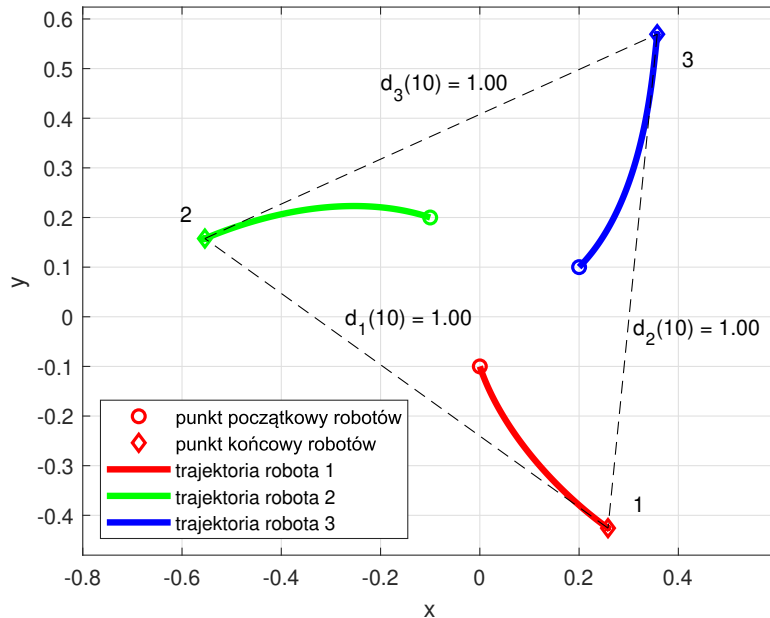 0.6
0.5
0.4
0.3
0.2
0.1
0
-0.1
-0.2
-0.3
-0.4
y
3
d3(10) = 1.00
2
d1(10) = 1.00
d2(10) = 1.00
1
punkt początkowy robotów
punkt końcowy robotów
trajektoria robota 1
trajektoria robota 2
trajektoria robota 3
-0.8 -0.6 -0.4 -0.2 0 0.2 0.4
x